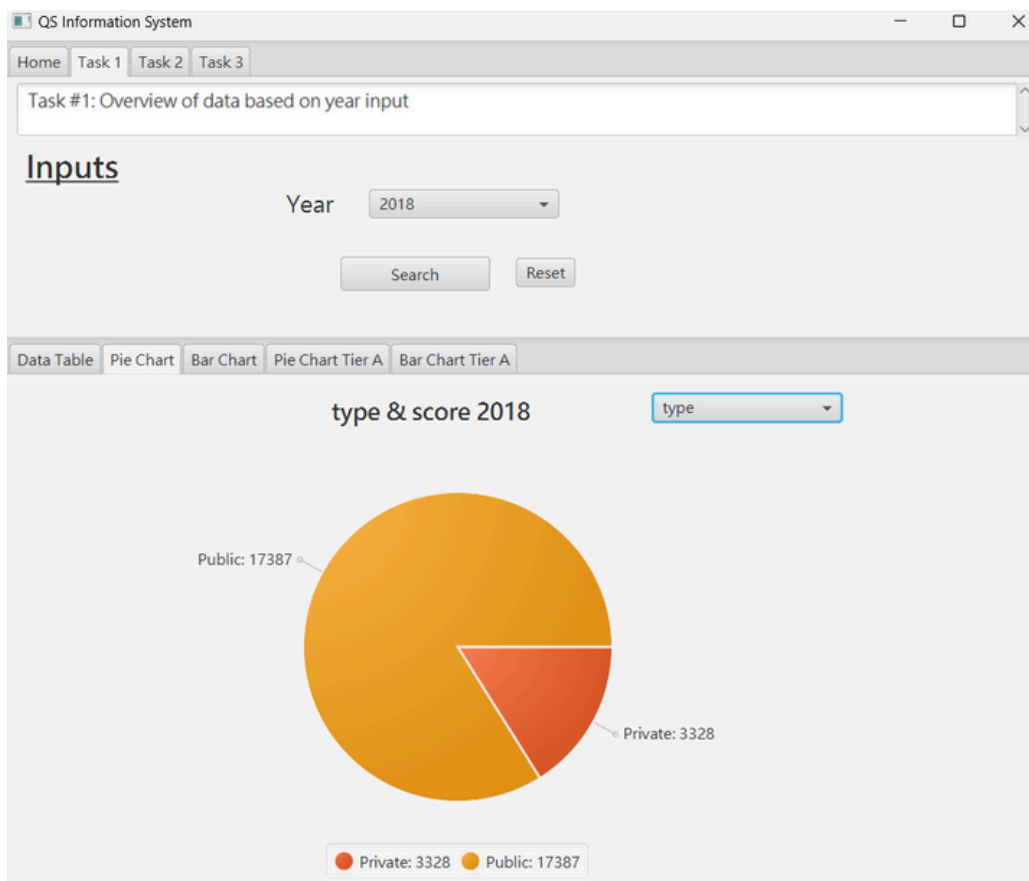 QS Information System
Home Task 1 Task 2 Task 3
Task #1: Overview of data based on year input
Inputs
Year 2018
Search Reset
Data Table Pie Chart Bar Chart Pie Chart Tier A Bar Chart Tier A
type & score 2018 type
Public: 17387
Private: 3328
Private: 3328 Public: 17387